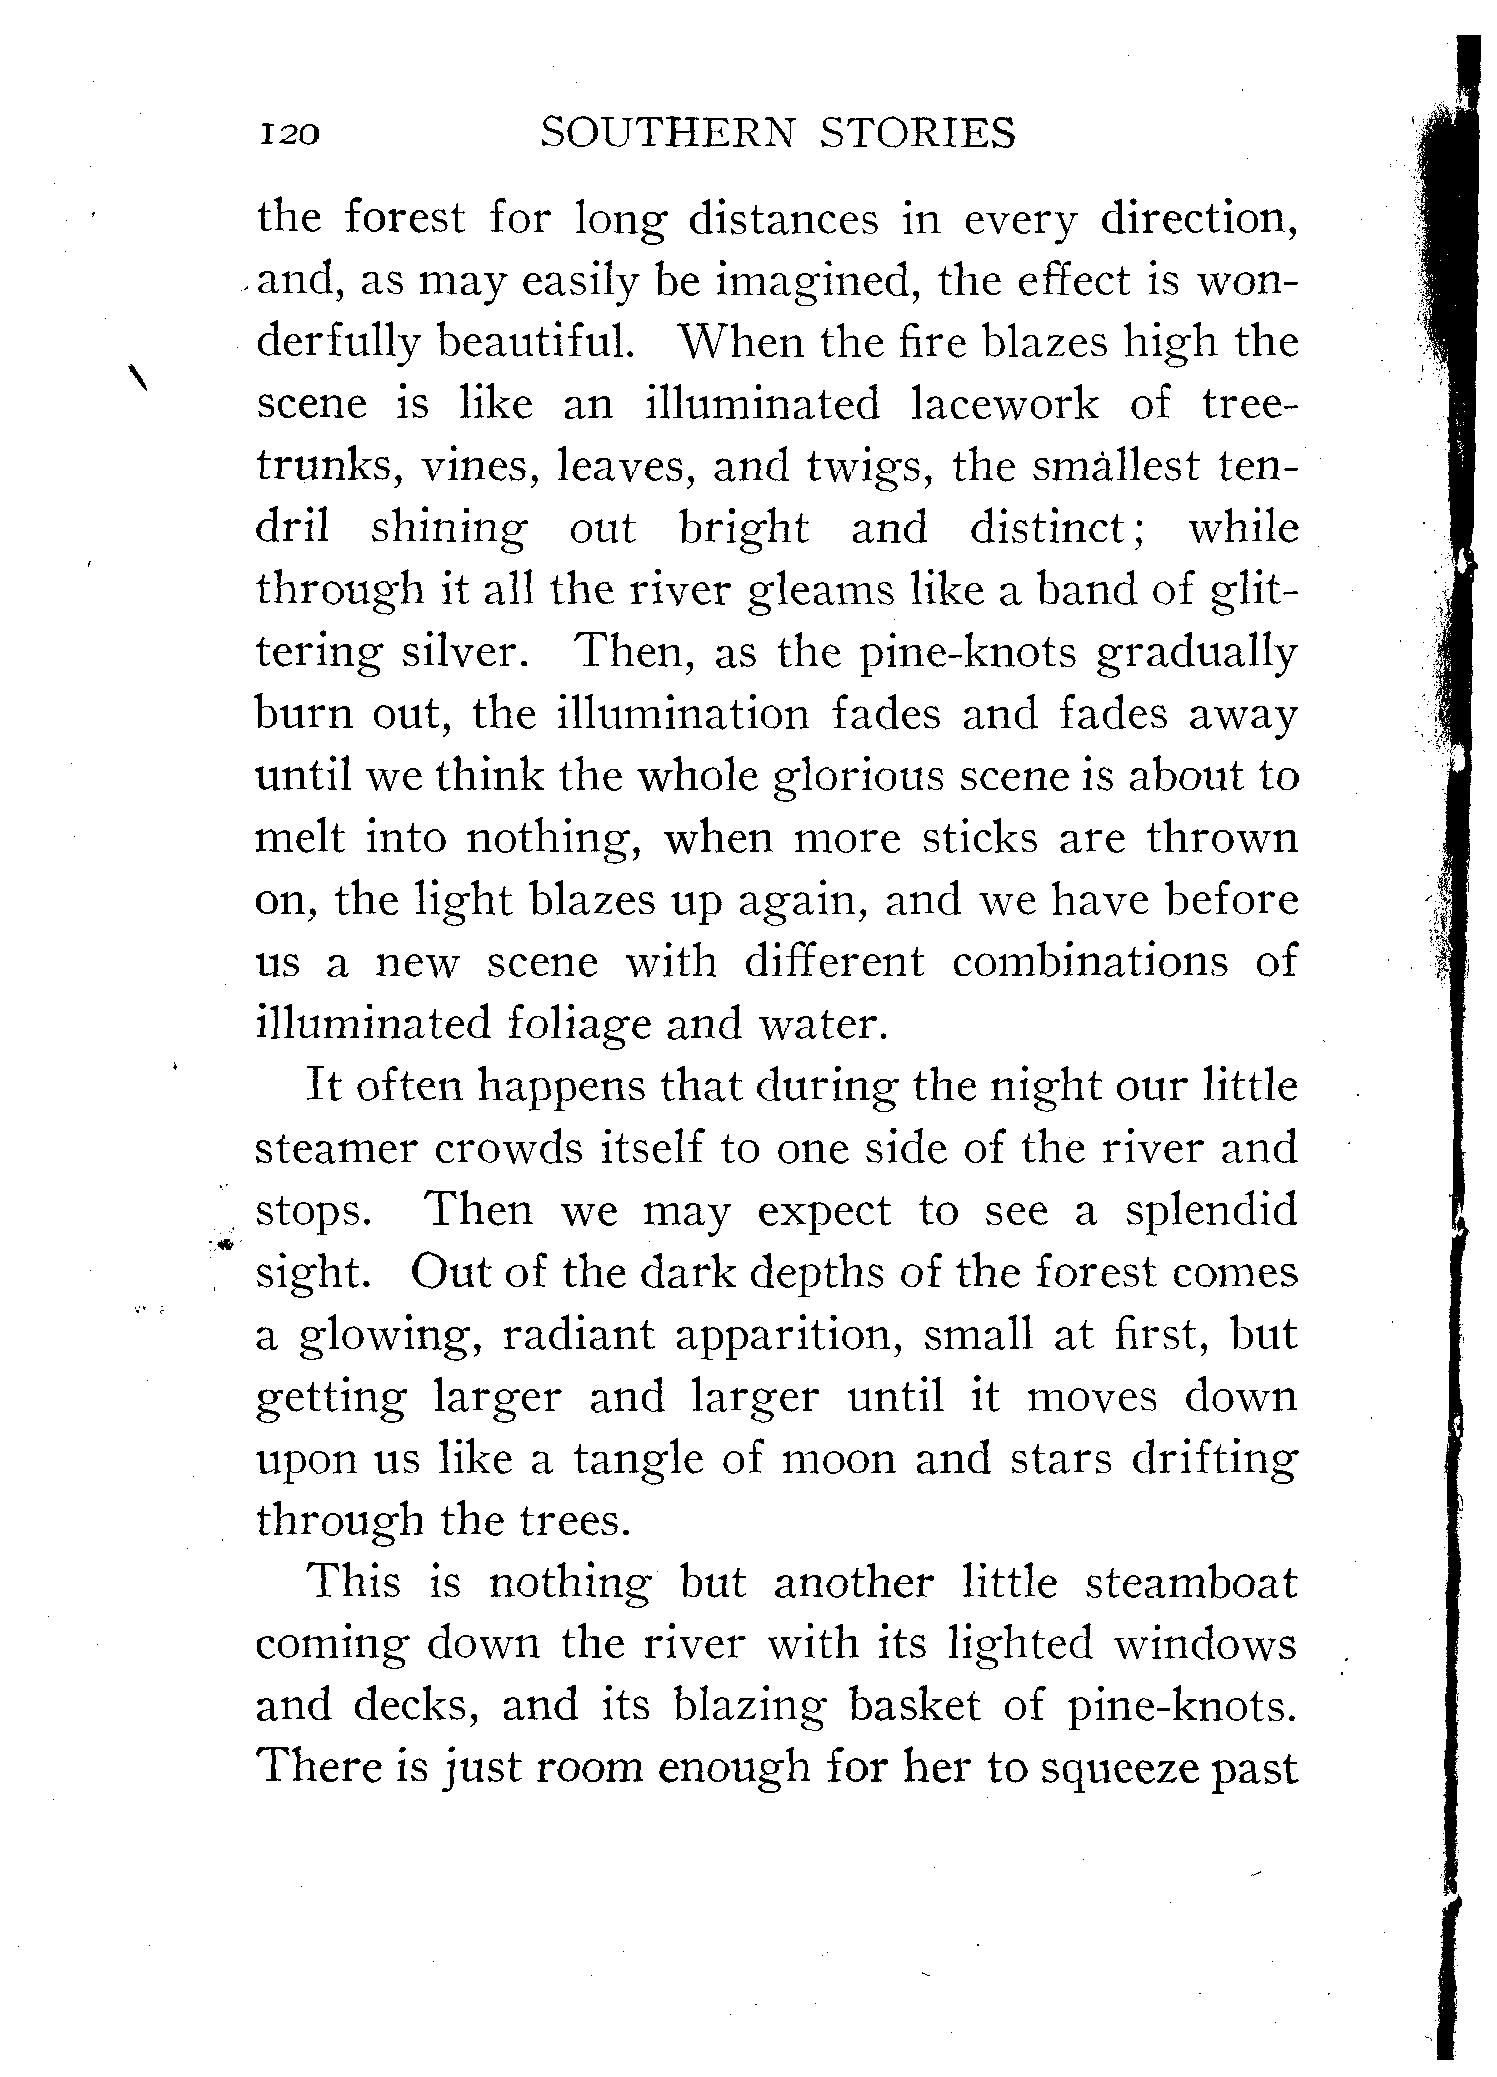 120 SOUTHERN STORIES
the forest for long distances in every direction,
and, as may easily be imagined, the effect is won-
derfully beautiful. When the fire blazes high the
scene is like an illuminated lacework of tree-
trunks, vines, leaves, and twigs, the smallest ten-
dril shining out bright and distinct; while
through it all the river gleams like a band of glit-
tering silver. Then, as the pine-knots gradually
burn out, the illumination fades and fades away
until we think the whole glorious scene is about to
melt into nothing, when more sticks are thrown
on, the light blazes up again, and we have before
us a new scene with different combinations of
illuminated foliage and water.
It often happens that during the night our little
steamer crowds itself to one side of the river and
stops. Then we may expect to see a splendid
sight. Out of the dark depths of the forest comes
a glowing, radiant apparition, small at first, but
getting larger and larger until it moves down
upon us like a tangle of moon and stars drifting
through the trees.
This is nothing but another little steamboat
coming down the river with its lighted windows
and decks, and its blazing basket of pine-knots.
There is just room enough for her to squeeze past